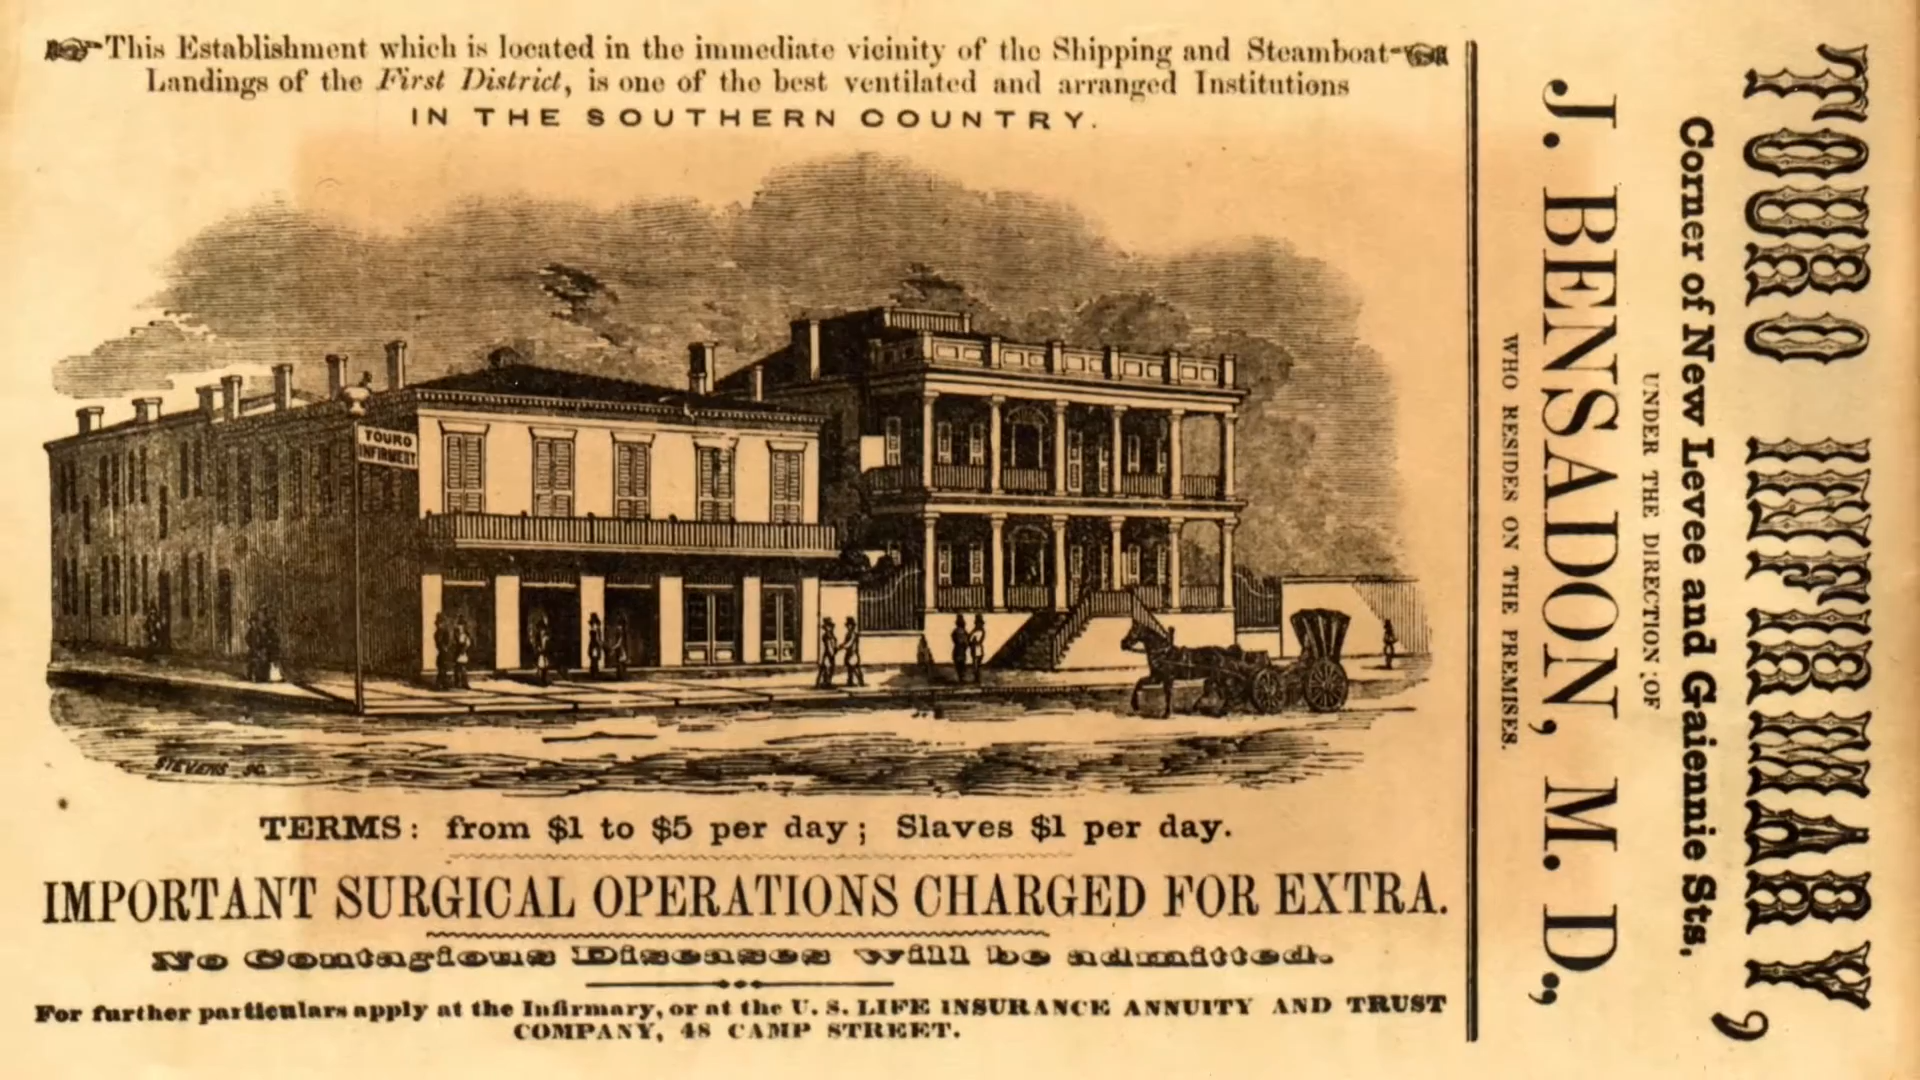 This Establishment which is located in the immediate vicinity of the Shipping and Steamboat
Landings of the First District, is one of the best ventilated and arranged Institutions
IN THE SOUTHERN COUNTRY.
TOURO
INFIRMRY
STEVENS SC.
TERMS: from $1 to $5 per day; Slaves $1 per day.
IMPORTANT SURGICAL OPERATIONS CHARGED FOR EXTRA.
No Contagious Diseases will be admitted.
For further particulars apply at the Infirmary, or at the U. S. LIFE INSURANCE ANNUITY AND TRUST
COMPANY, 48 CAMP STREET.
TOURO INFIRMARY,
Corner of New Levee and Gaiennie Sts,
UNDER THE DIRECTION OF
J. BENSADON, M. D.,
WHO RESIDES ON THE PREMISES.